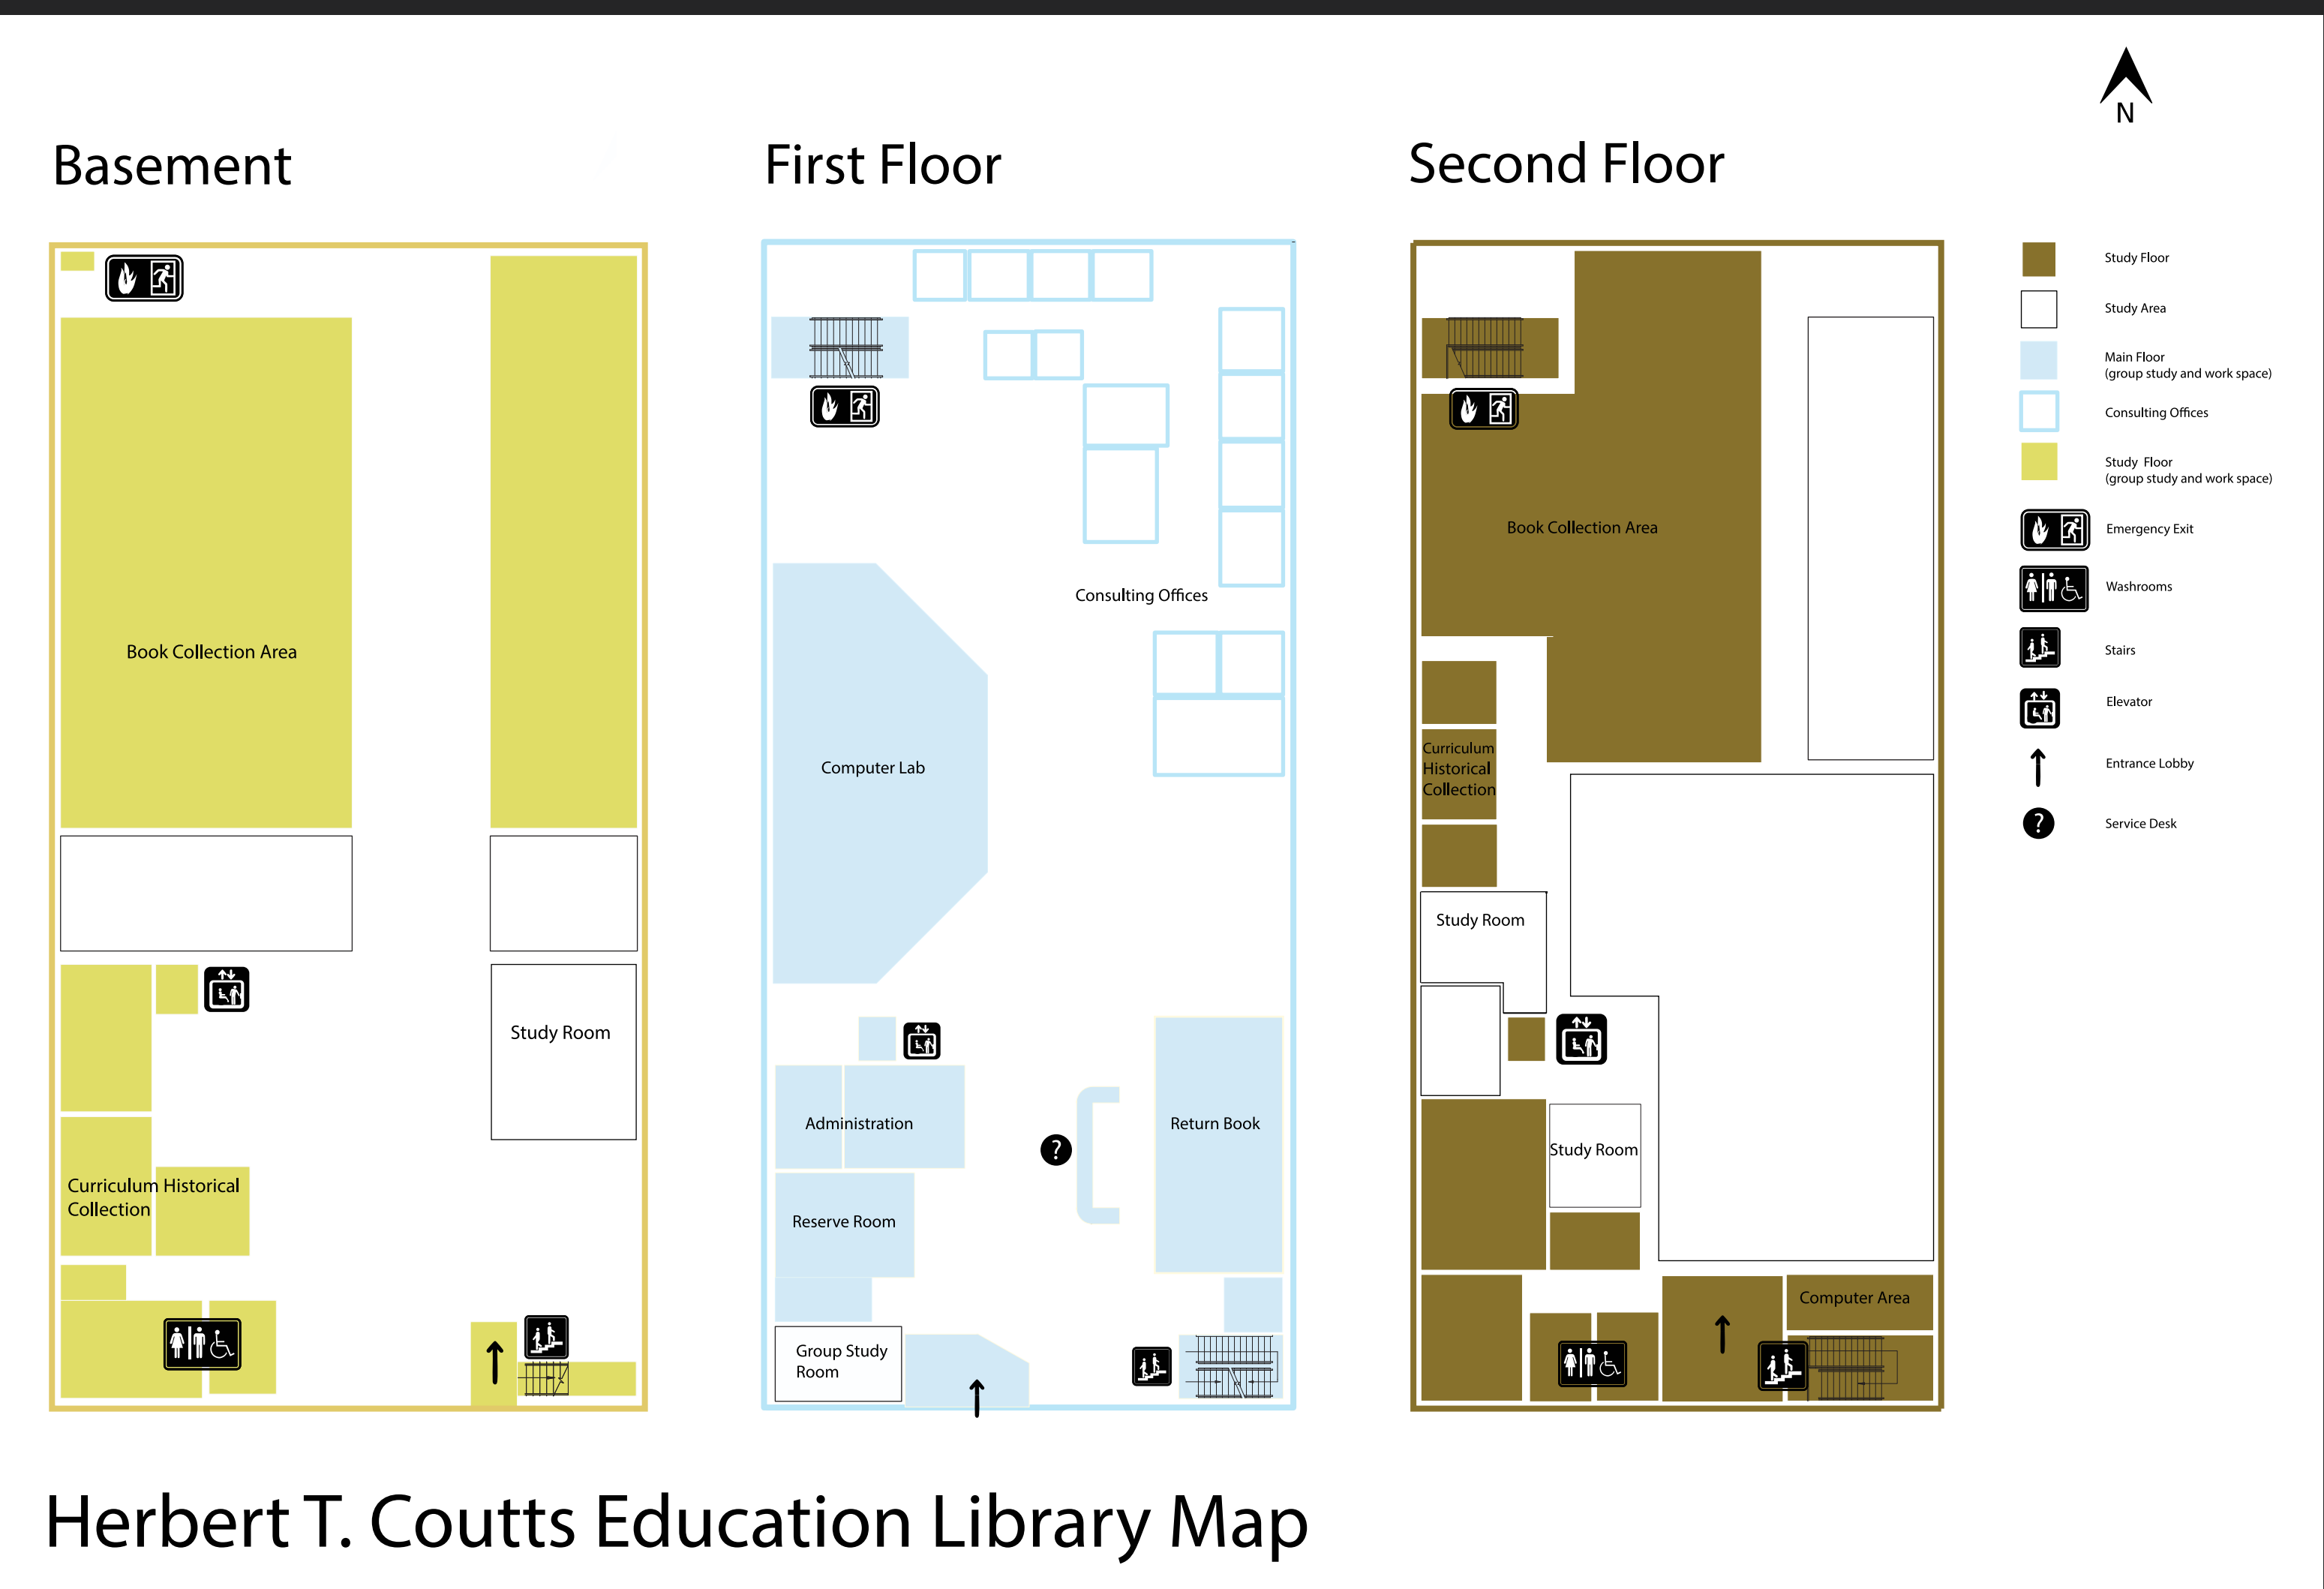 N
Basement
First Floor
Second Floor
Book Collection Area
Study Room
Curriculum Historical
Collection
Consulting Offices
Computer Lab
Administration
Return Book
?
Reserve Room
Group Study
Room
Book Collection Area
Curriculum
Historical
Collection
Study Room
Study Room
Computer Area
Study Floor
Study Area
Main Floor
(group study and work space)
Consulting Offices
Study Floor
(group study and work space)
Emergency Exit
Washrooms
Stairs
Elevator
Entrance Lobby
?
Service Desk
Herbert T. Coutts Education Library Map